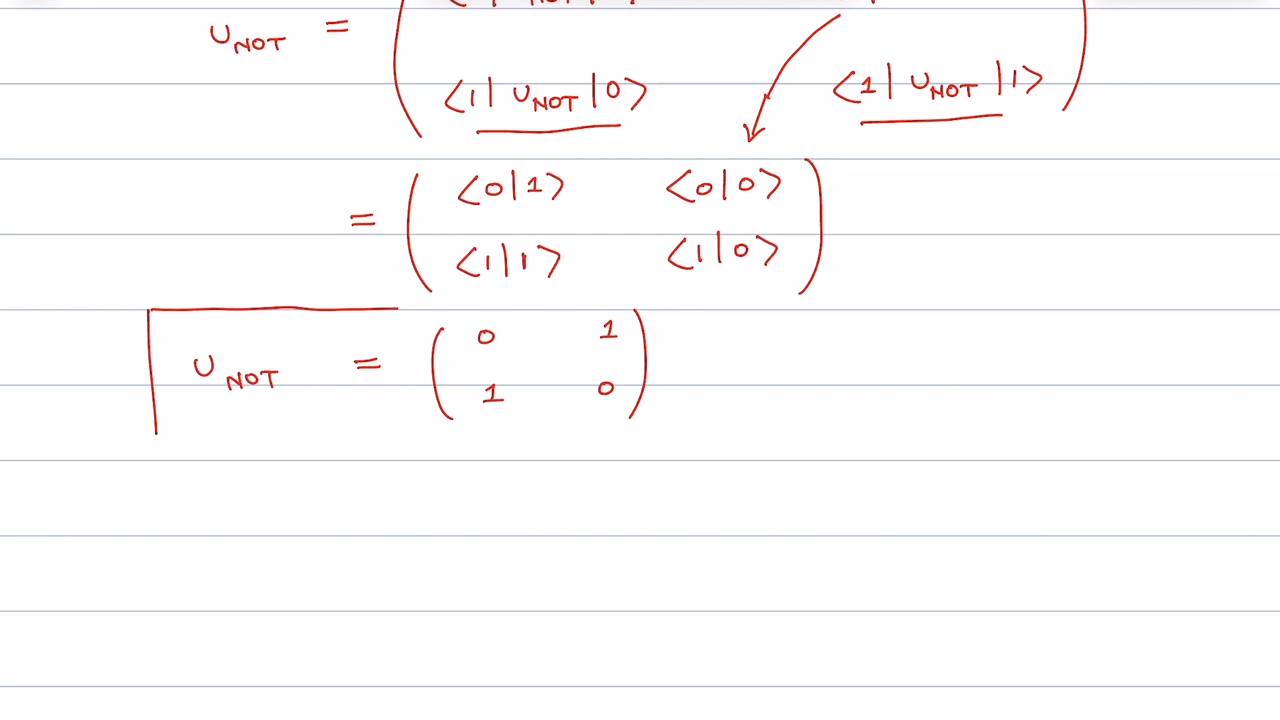 U_NOT =
⟨1| U_NOT |0⟩ ⟨1| U_NOT |1⟩
= ( ⟨0|1⟩ ⟨0|0⟩
⟨1|1⟩ ⟨1|0⟩ )
U_NOT = ( 0 1
1 0 )